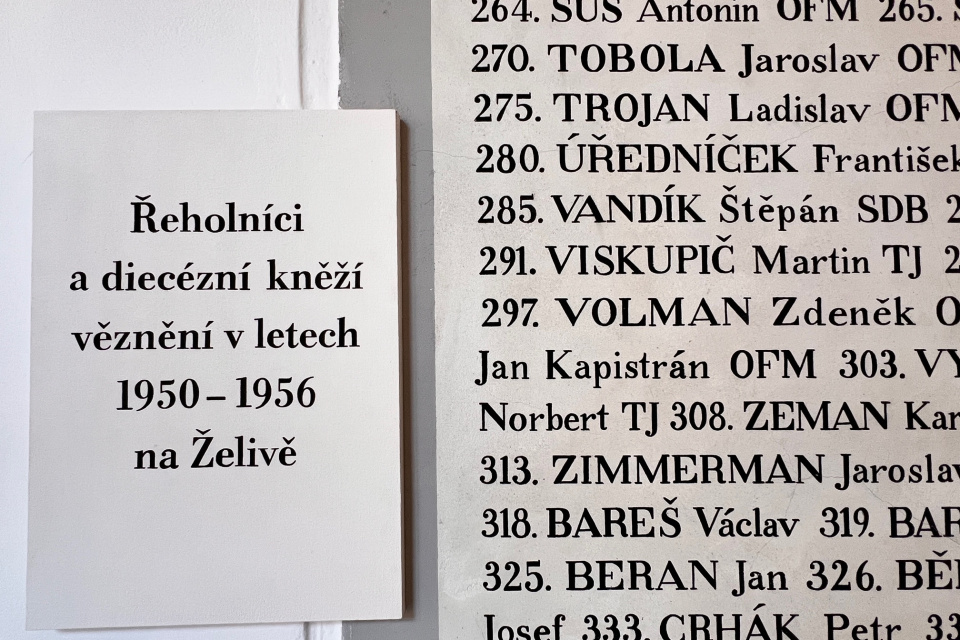 Řeholníci
a diecézní kněží
věznění v letech
1950 – 1956
na Želivě
264. SUS Antonín OFM 265.
270. TOBOLA Jaroslav
275. TROJAN Ladislav OFM
280. ÚŘEDNÍČEK František
285. VANDÍK Štěpán SDB
291. VISKUPIČ Martin TJ
297. VOLMAN Zdeněk
Jan Kapistrán OFM 303.
Norbert TJ 308. ZEMAN
313. ZIMMERMAN Jaroslav
318. BAREŠ Václav 319.
325. BERAN Jan 326.
Josef 333. CRHÁK Petr